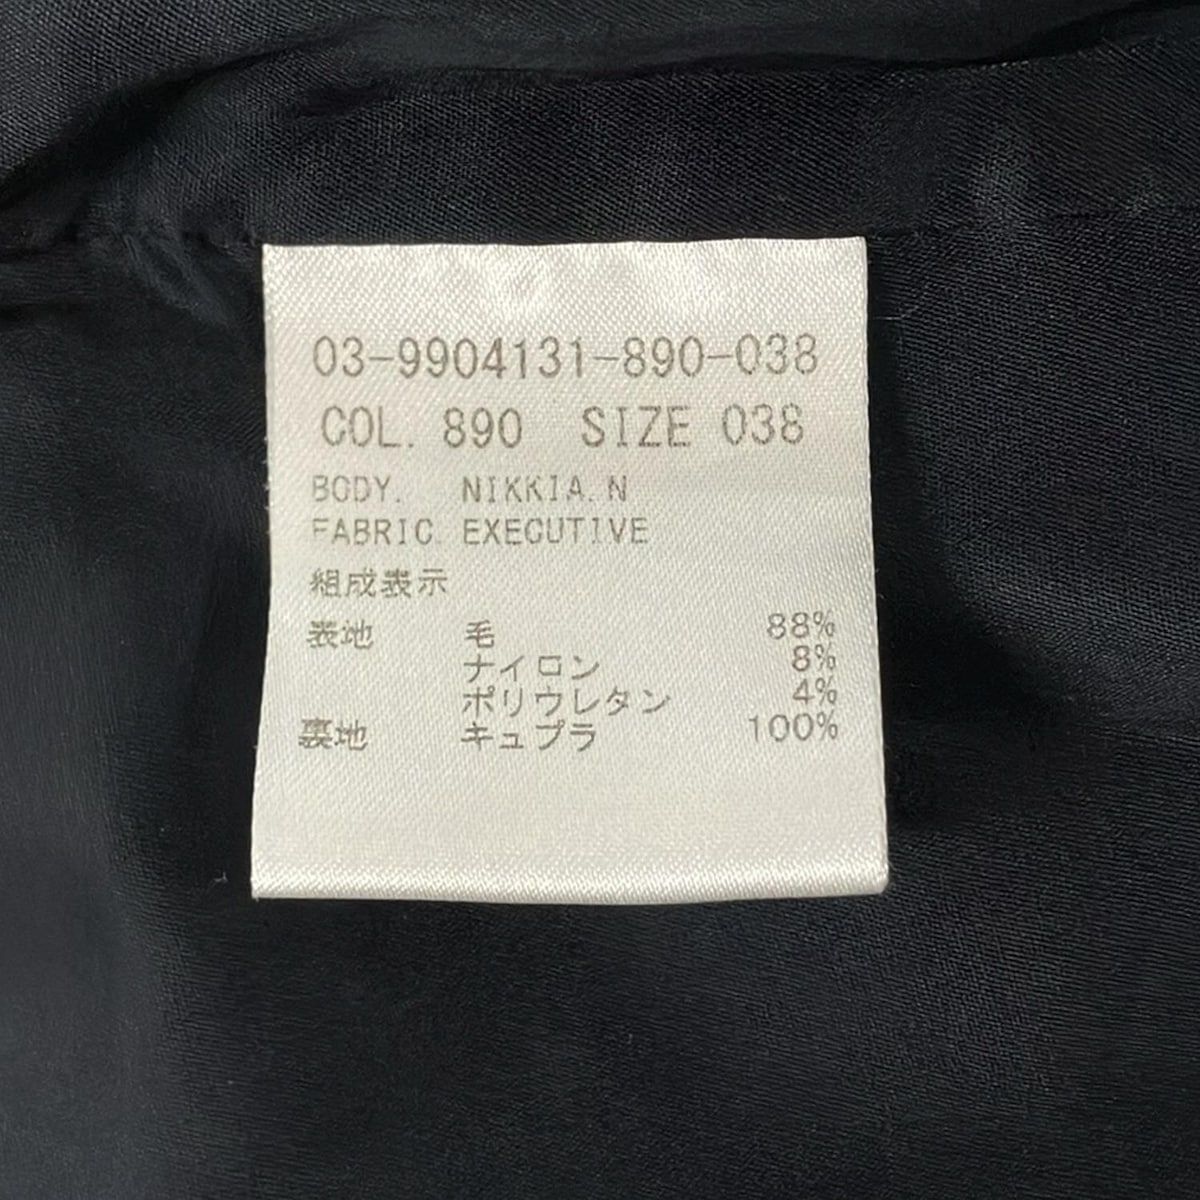 03-9904131-890-038
COL. 890 SIZE 038
BODY. NIKKIA.N
FABRIC. EXECUTIVE
組成表示
表地 毛 88%
ナイロン 8%
ポリウレタン 4%
裏地 キュプラ 100%